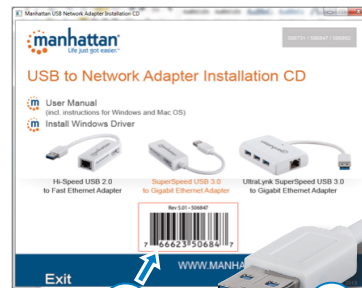 Manhattan USB Network Adapter Installation CD
manhattan
Life just got easier.
USB to Network Adapter Installation CD
m User Manual
(incl. instructions for Windows and Mac OS)
m Install Windows Driver
Hi-Speed USB 2.0
to Fast Ethernet Adapter
SuperSpeed USB 3.0
to Gigabit Ethernet Adapter
UltraLynk SuperSpeed USB 3.0
to Gigabit Ethernet Adapter
Rev 5.01 - 506847
7 66623 50684 7
WWW.MANHA
Exit